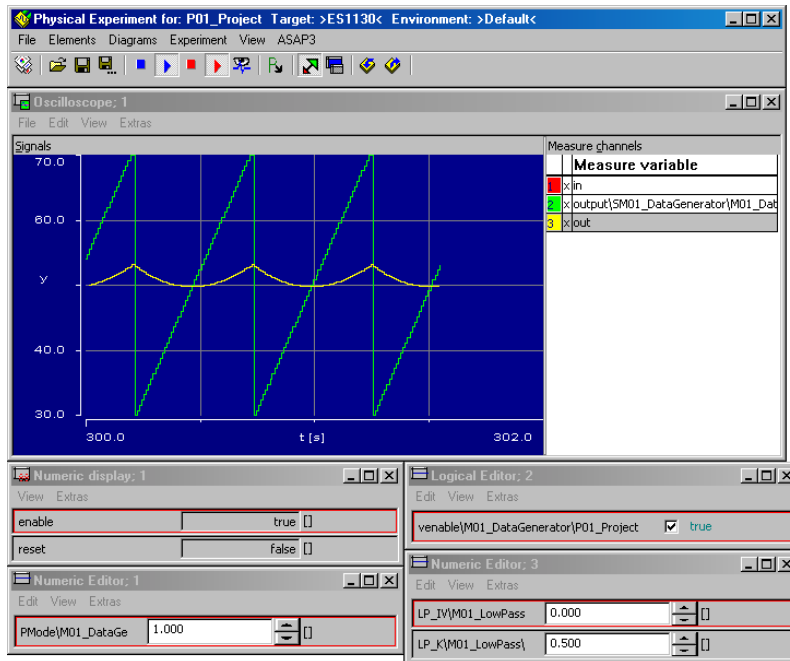 Physical Experiment for: P01_Project Target: >ES1130< Environment: >Default<
File Elements Diagrams Experiment View ASAP3
Oscilloscope; 1
File Edit View Extras
Signals
Measure channels
70.0
60.0
y
40.0
30.0
300.0
t [s]
302.0
Measure variable
1 x in
2 x output\SM01_DataGenerator\M01_Dat
3 x out
Numeric display; 1
View Extras
enable true []
reset false []
Logical Editor; 2
Edit View Extras
venable\M01_DataGenerator\P01_Project true
Numeric Editor; 1
Edit View Extras
PMode\M01_DataGe 1.000 []
Numeric Editor; 3
Edit View Extras
LP_IV\M01_LowPass 0.000 []
LP_K\M01_LowPass\ 0.500 []